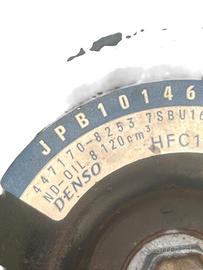 JPB10146
447170-8253 7SBU16
ND-OIL 8 120cm³ HFC1
DENSO